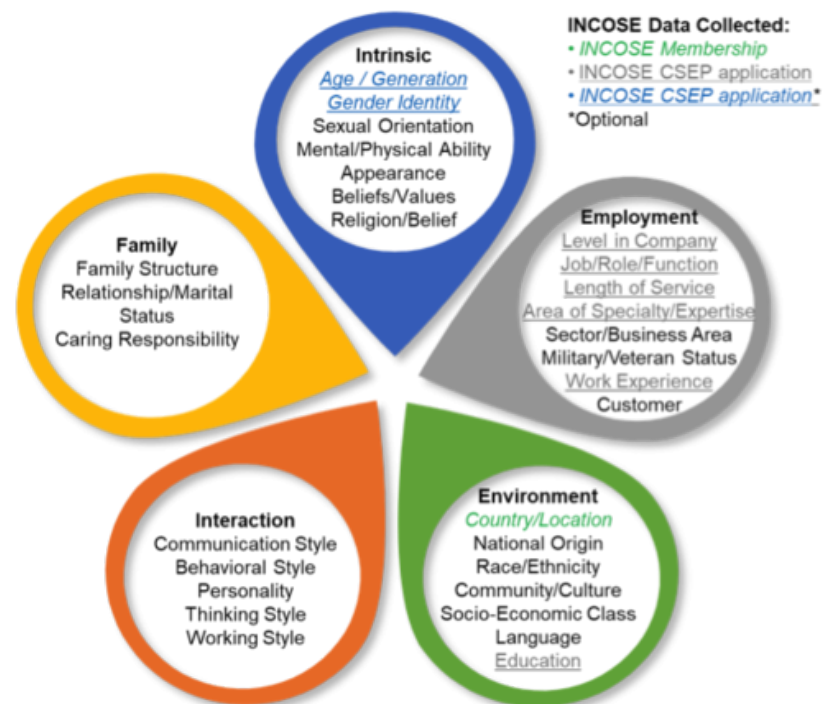 INCOSE Data Collected:
• INCOSE Membership
• INCOSE CSEP application
• INCOSE CSEP application*
*Optional
Intrinsic
Age / Generation
Gender Identity
Sexual Orientation
Mental/Physical Ability
Appearance
Beliefs/Values
Religion/Belief
Employment
Level in Company
Job/Role/Function
Length of Service
Area of Specialty/Expertise
Sector/Business Area
Military/Veteran Status
Work Experience
Customer
Family
Family Structure
Relationship/Marital
Status
Caring Responsibility
Interaction
Communication Style
Behavioral Style
Personality
Thinking Style
Working Style
Environment
Country/Location
National Origin
Race/Ethnicity
Community/Culture
Socio-Economic Class
Language
Education